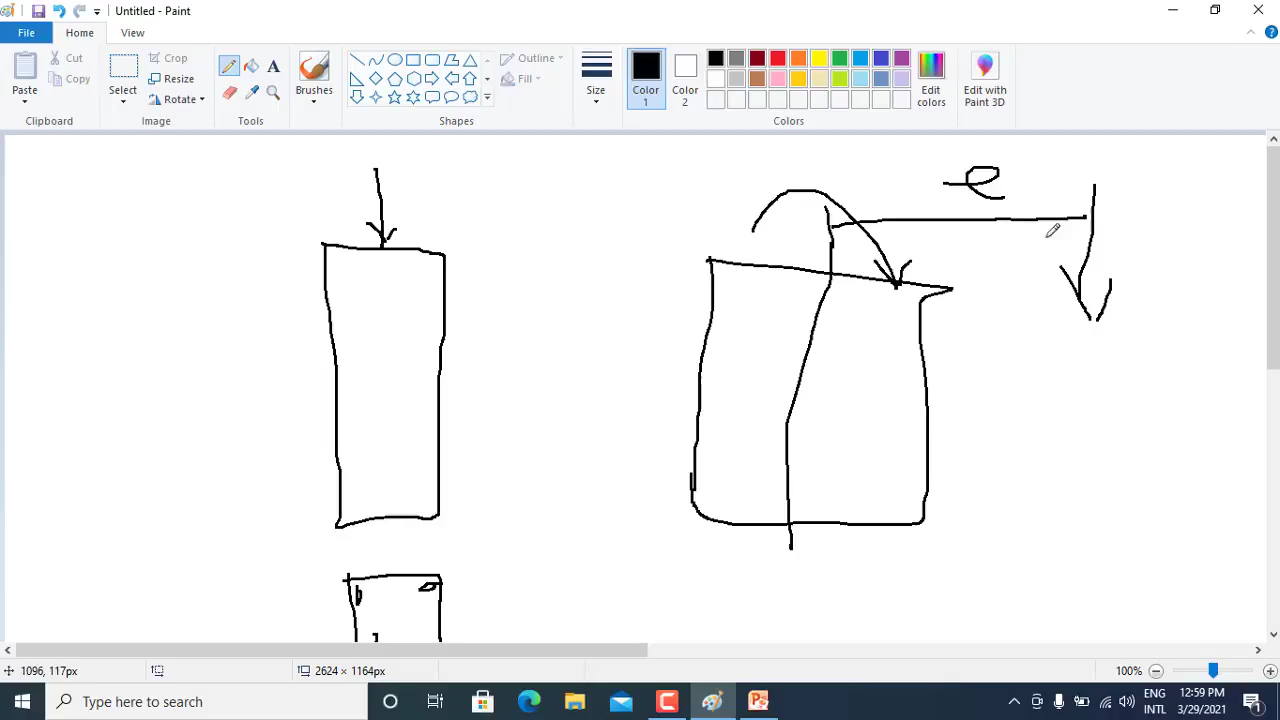 Untitled - Paint
File
Home
View
Paste
Cut
Copy
Clipboard
Select
Crop
Resize
Rotate
Image
Tools
Brushes
Outline
Fill
Shapes
Size
Color
1
Color
2
Edit
colors
Colors
Edit with
Paint 3D
e
1096, 117px
2624 × 1164px
100%
Type here to search
ENG
INTL
12:59 PM
3/29/2021
1